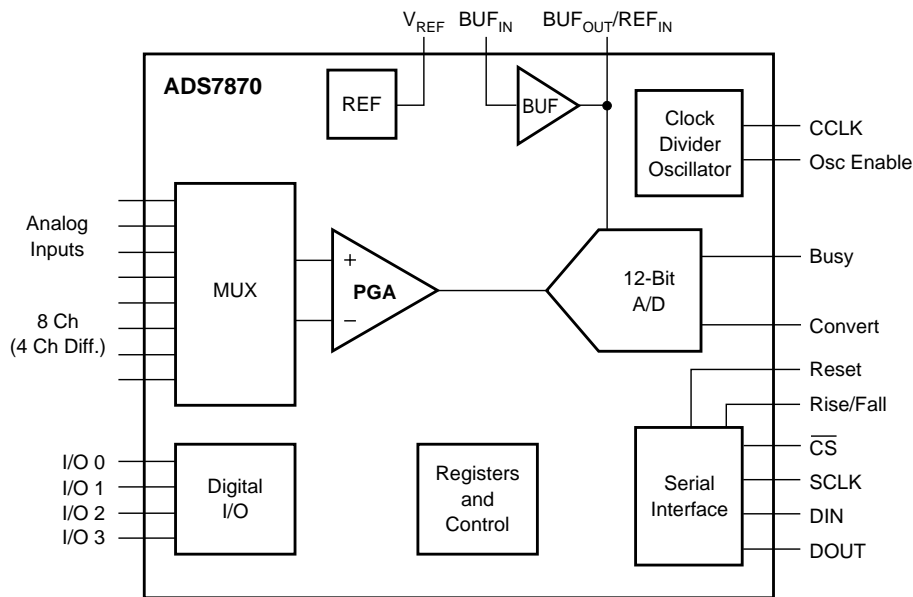 V_REF BUF_IN BUF_OUT/REF_IN
ADS7870
REF
BUF
Clock
Divider
Oscillator
CCLK
Osc Enable
Analog
Inputs
8 Ch
(4 Ch Diff.)
MUX
+
PGA
−
12-Bit
A/D
Busy
Convert
Reset
Rise/Fall
C̅S̅
SCLK
DIN
DOUT
I/O 0
I/O 1
I/O 2
I/O 3
Digital
I/O
Registers
and
Control
Serial
Interface